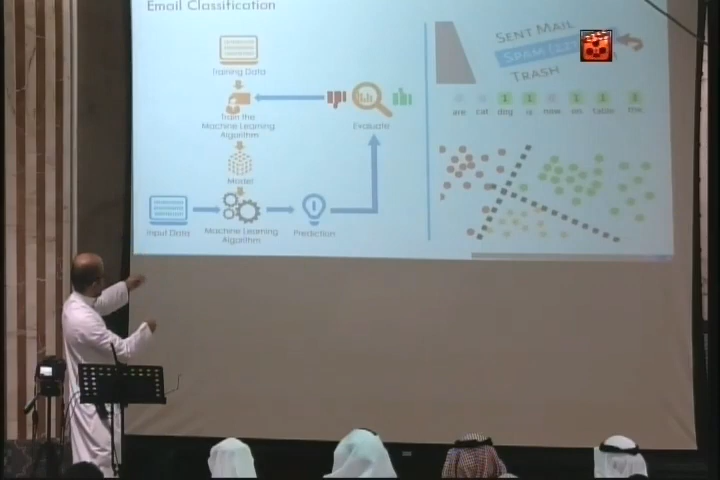 Email Classification
Training Data
Train the
Machine Learning
Algorithm
Model
Input Data
Machine Learning
Algorithm
Prediction
Evaluate
SENT MAIL
SPAM (22
TRASH
are cat dog is now on table the